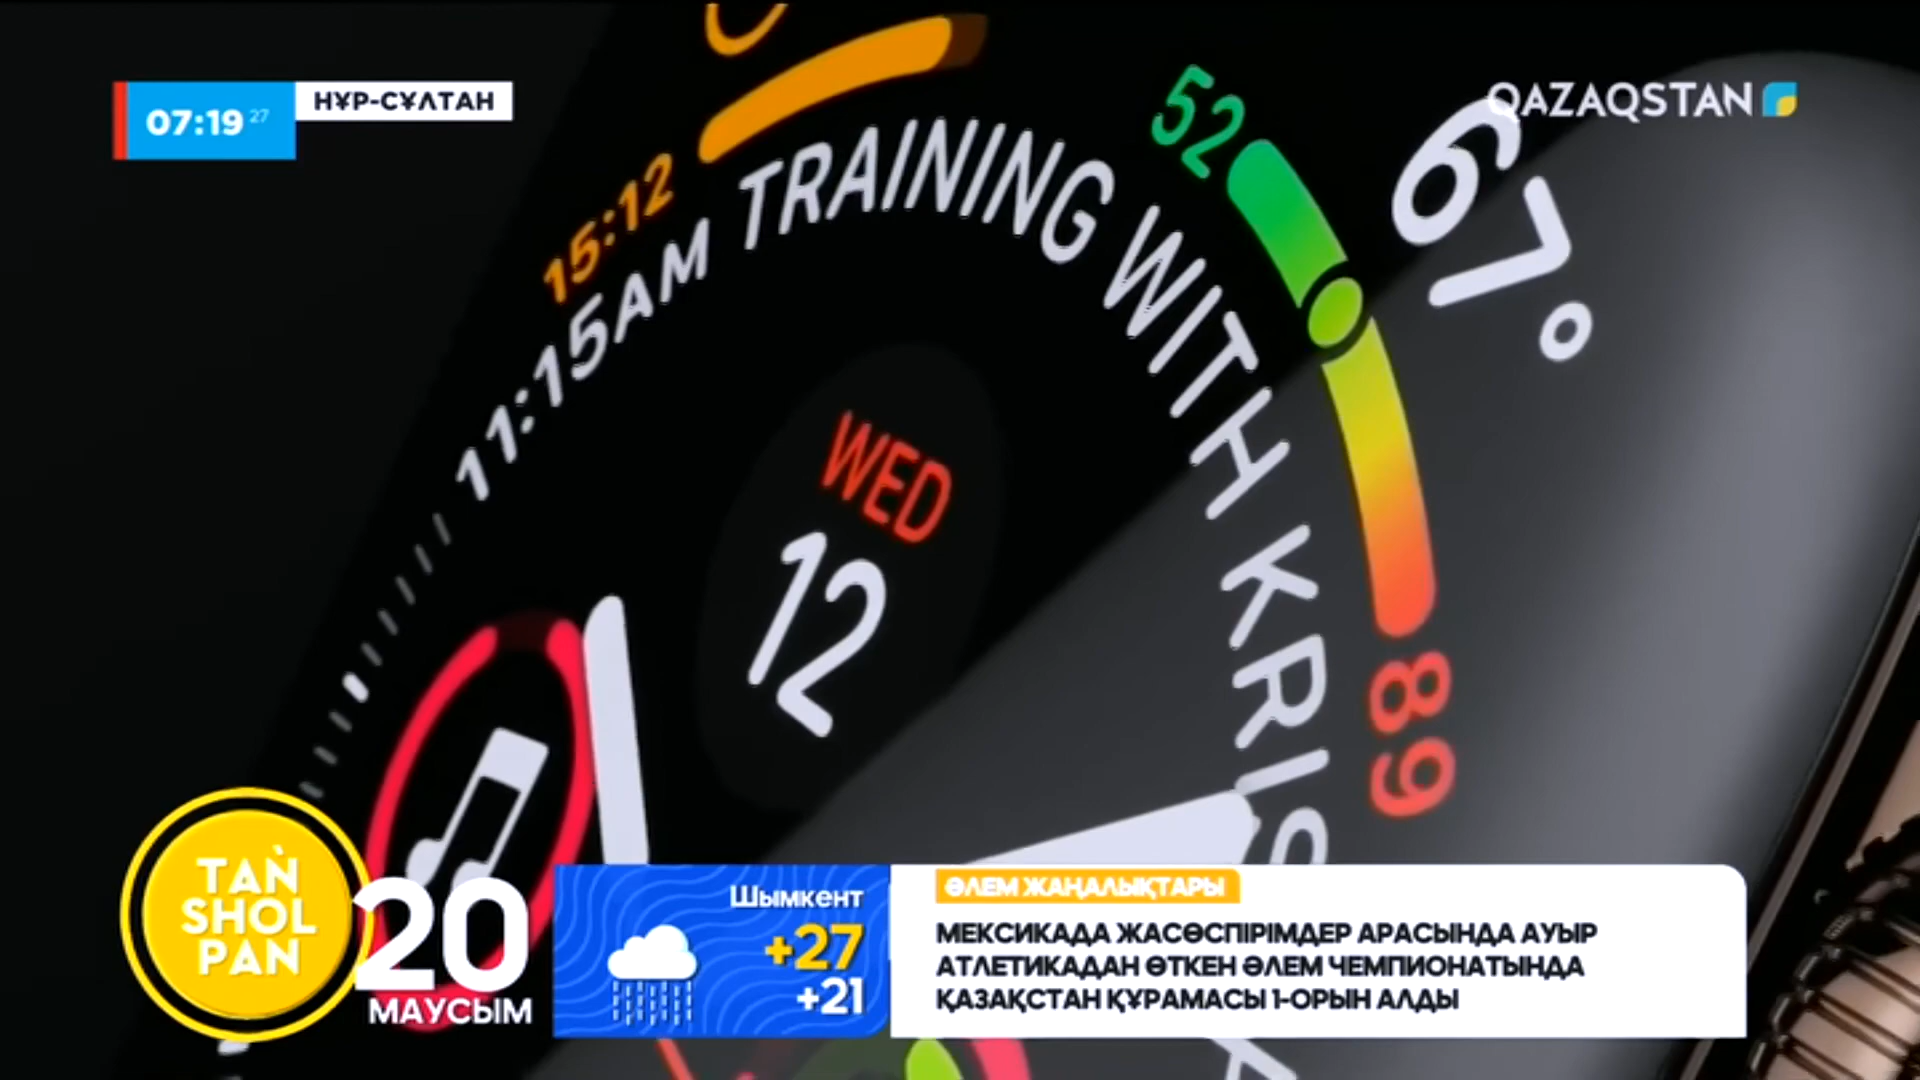 07:19 27
НҰР-СҰЛТАН
QAZAQSTAN
15:12
11:15AM TRAINING WITH KRIS
52
67°
89
WED
12
TAŃ
SHOL
PAN
20
МАУСЫМ
Шымкент
+27
+21
ӘЛЕМ ЖАҢАЛЫҚТАРЫ
МЕКСИКАДА ЖАСӨСПІРІМДЕР АРАСЫНДА АУЫР
АТЛЕТИКАДАН ӨТКЕН ӘЛЕМ ЧЕМПИОНАТЫНДА
ҚАЗАҚСТАН ҚҰРАМАСЫ 1-ОРЫН АЛДЫ